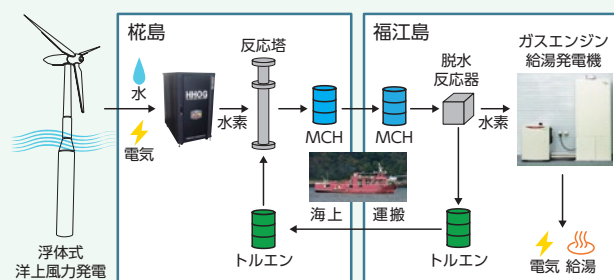 椛島
福江島
水
電気
HHOG
水素
反応塔
MCH
MCH
脱水
反応器
水素
ガスエンジン
給湯発電機
海上 運搬
トルエン
トルエン
電気 給湯
浮体式
洋上風力発電